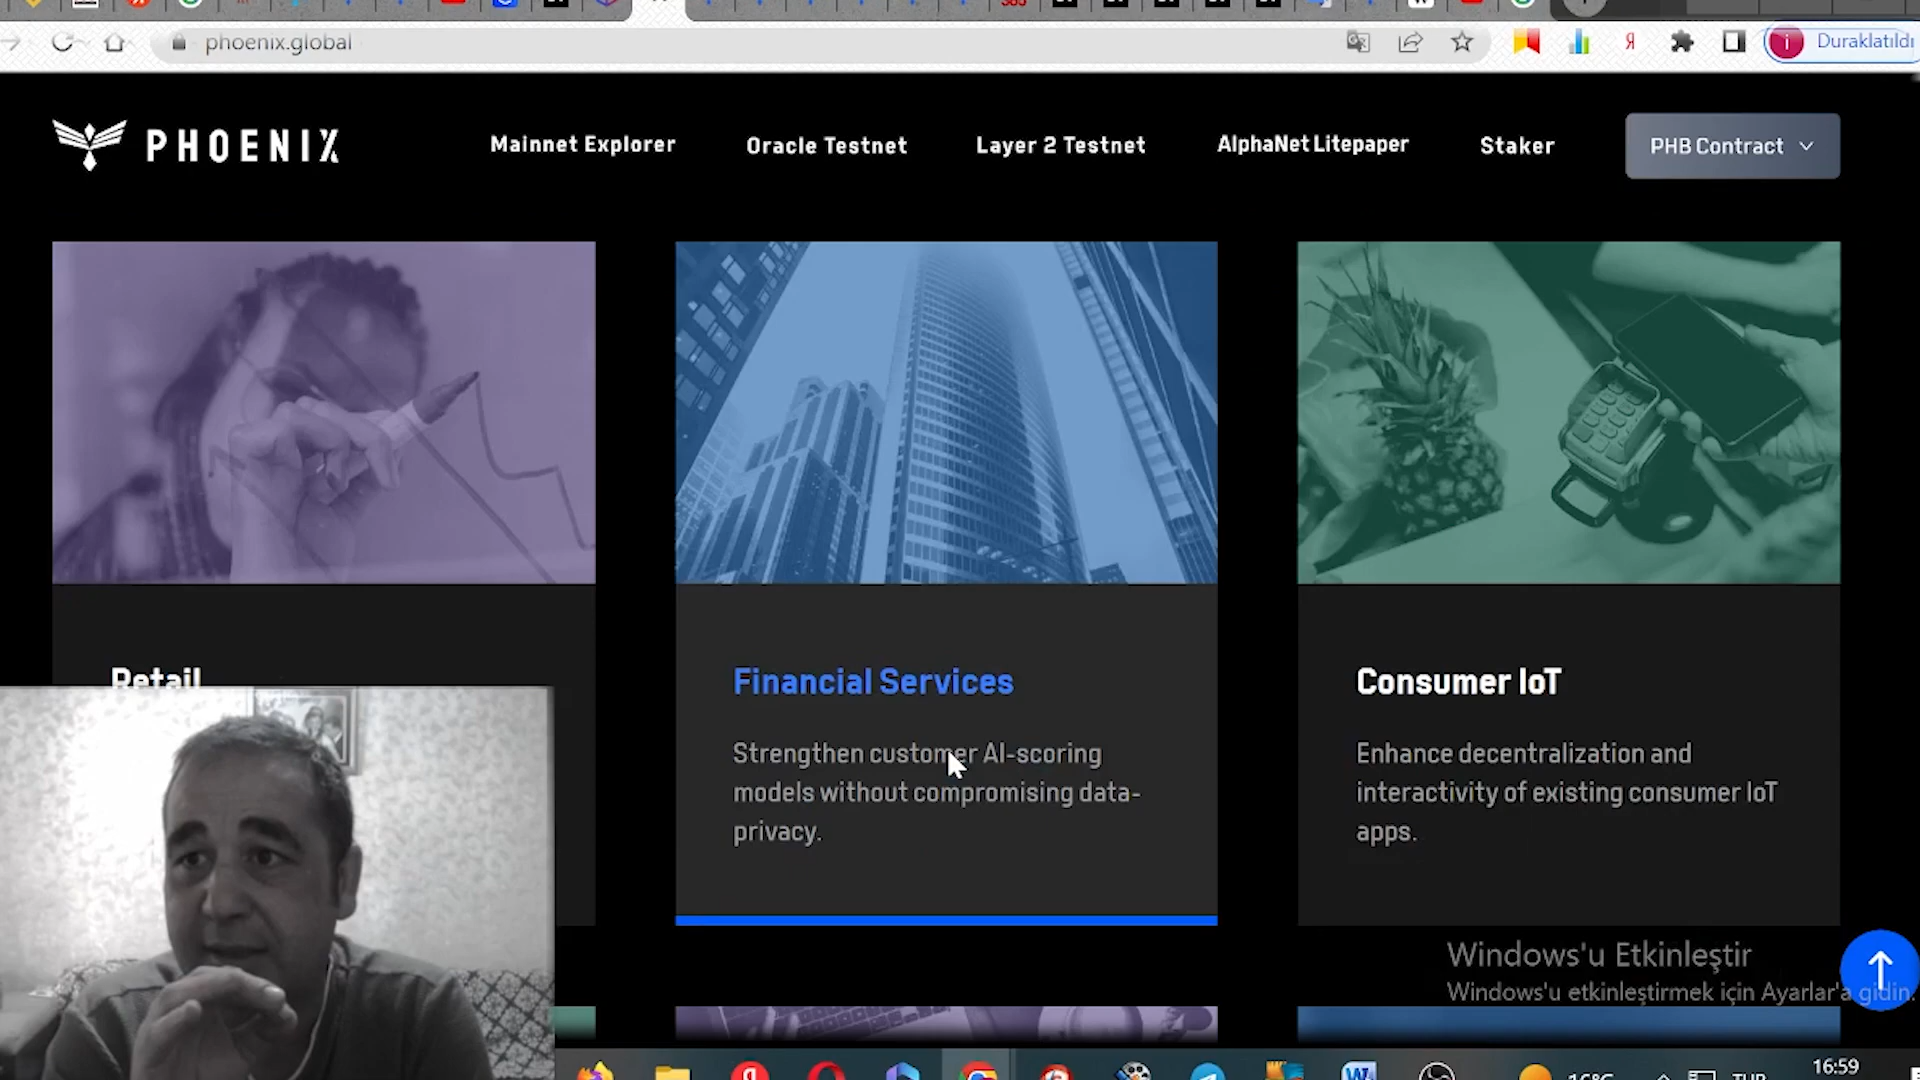 phoenix.global
Duraklatıldı
PHOENIX
Mainnet Explorer
Oracle Testnet
Layer 2 Testnet
AlphaNet Litepaper
Staker
PHB Contract
Retail
Financial Services
Strengthen customer AI-scoring
models without compromising data-
privacy.
Consumer IoT
Enhance decentralization and
interactivity of existing consumer IoT
apps.
Windows'u Etkinleştir
Windows'u etkinleştirmek için Ayarlar'a gidin.
16°C
TUR
16:59